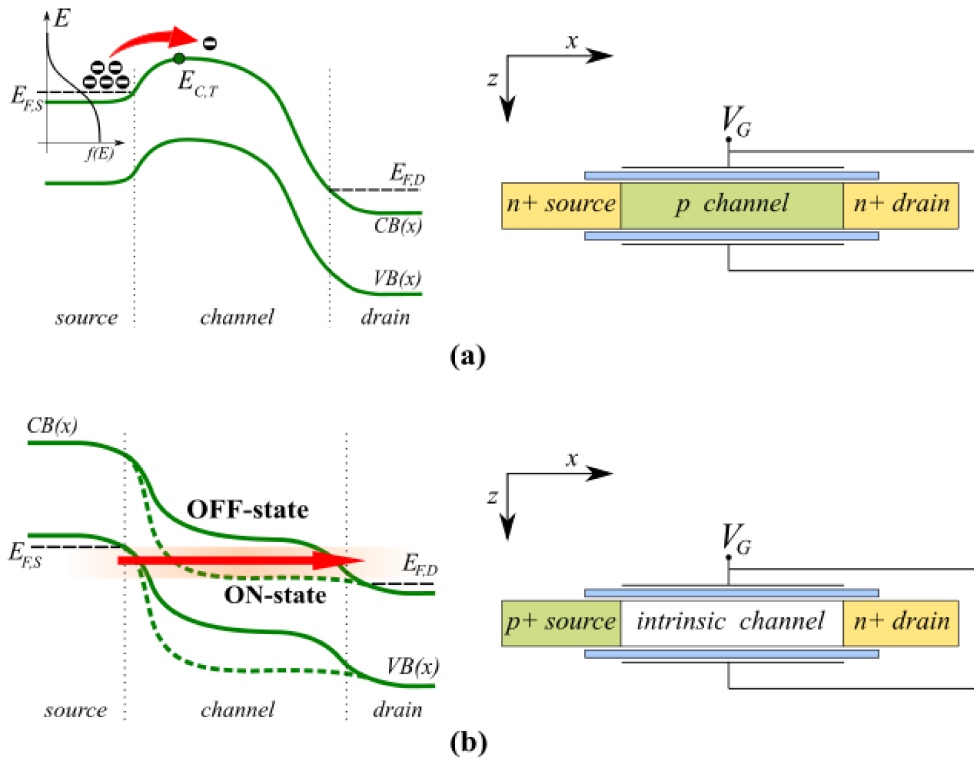 E
E_{F,S}
E_{C,T}
f(E)
E_{F,D}
CB(x)
VB(x)
source channel drain
x
z
V_G
n+ source p channel n+ drain
(a)
CB(x)
OFF-state
E_{F,S}
E_{F,D}
ON-state
VB(x)
source channel drain
x
z
V_G
p+ source intrinsic channel n+ drain
(b)